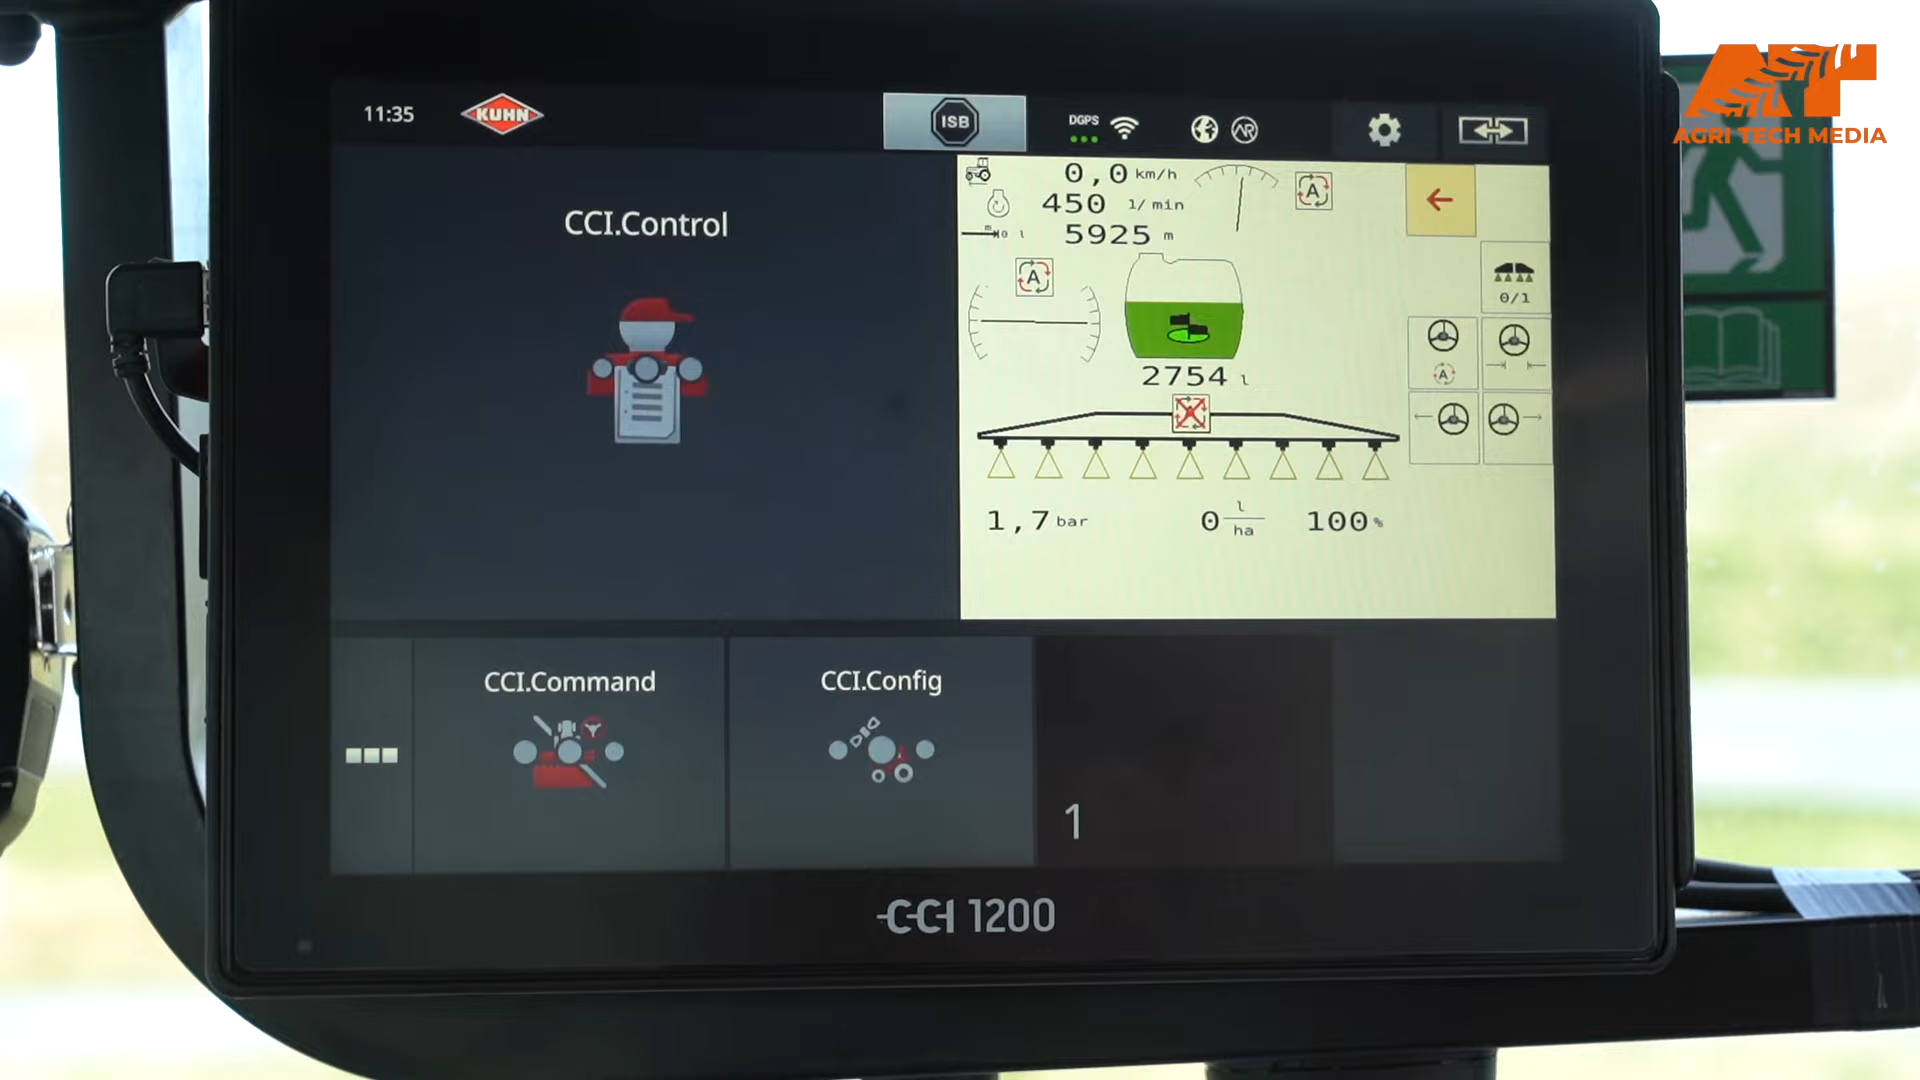 AGRI TECH MEDIA
11:35
KUHN
ISB
DGPS
AR
CCI.Control
0,0 km/h
450 l/min
5925 m
A
A
2754 l
0/1
A
1,7 bar
0 l/ha
100 %
CCI.Command
CCI.Config
1
CCI 1200